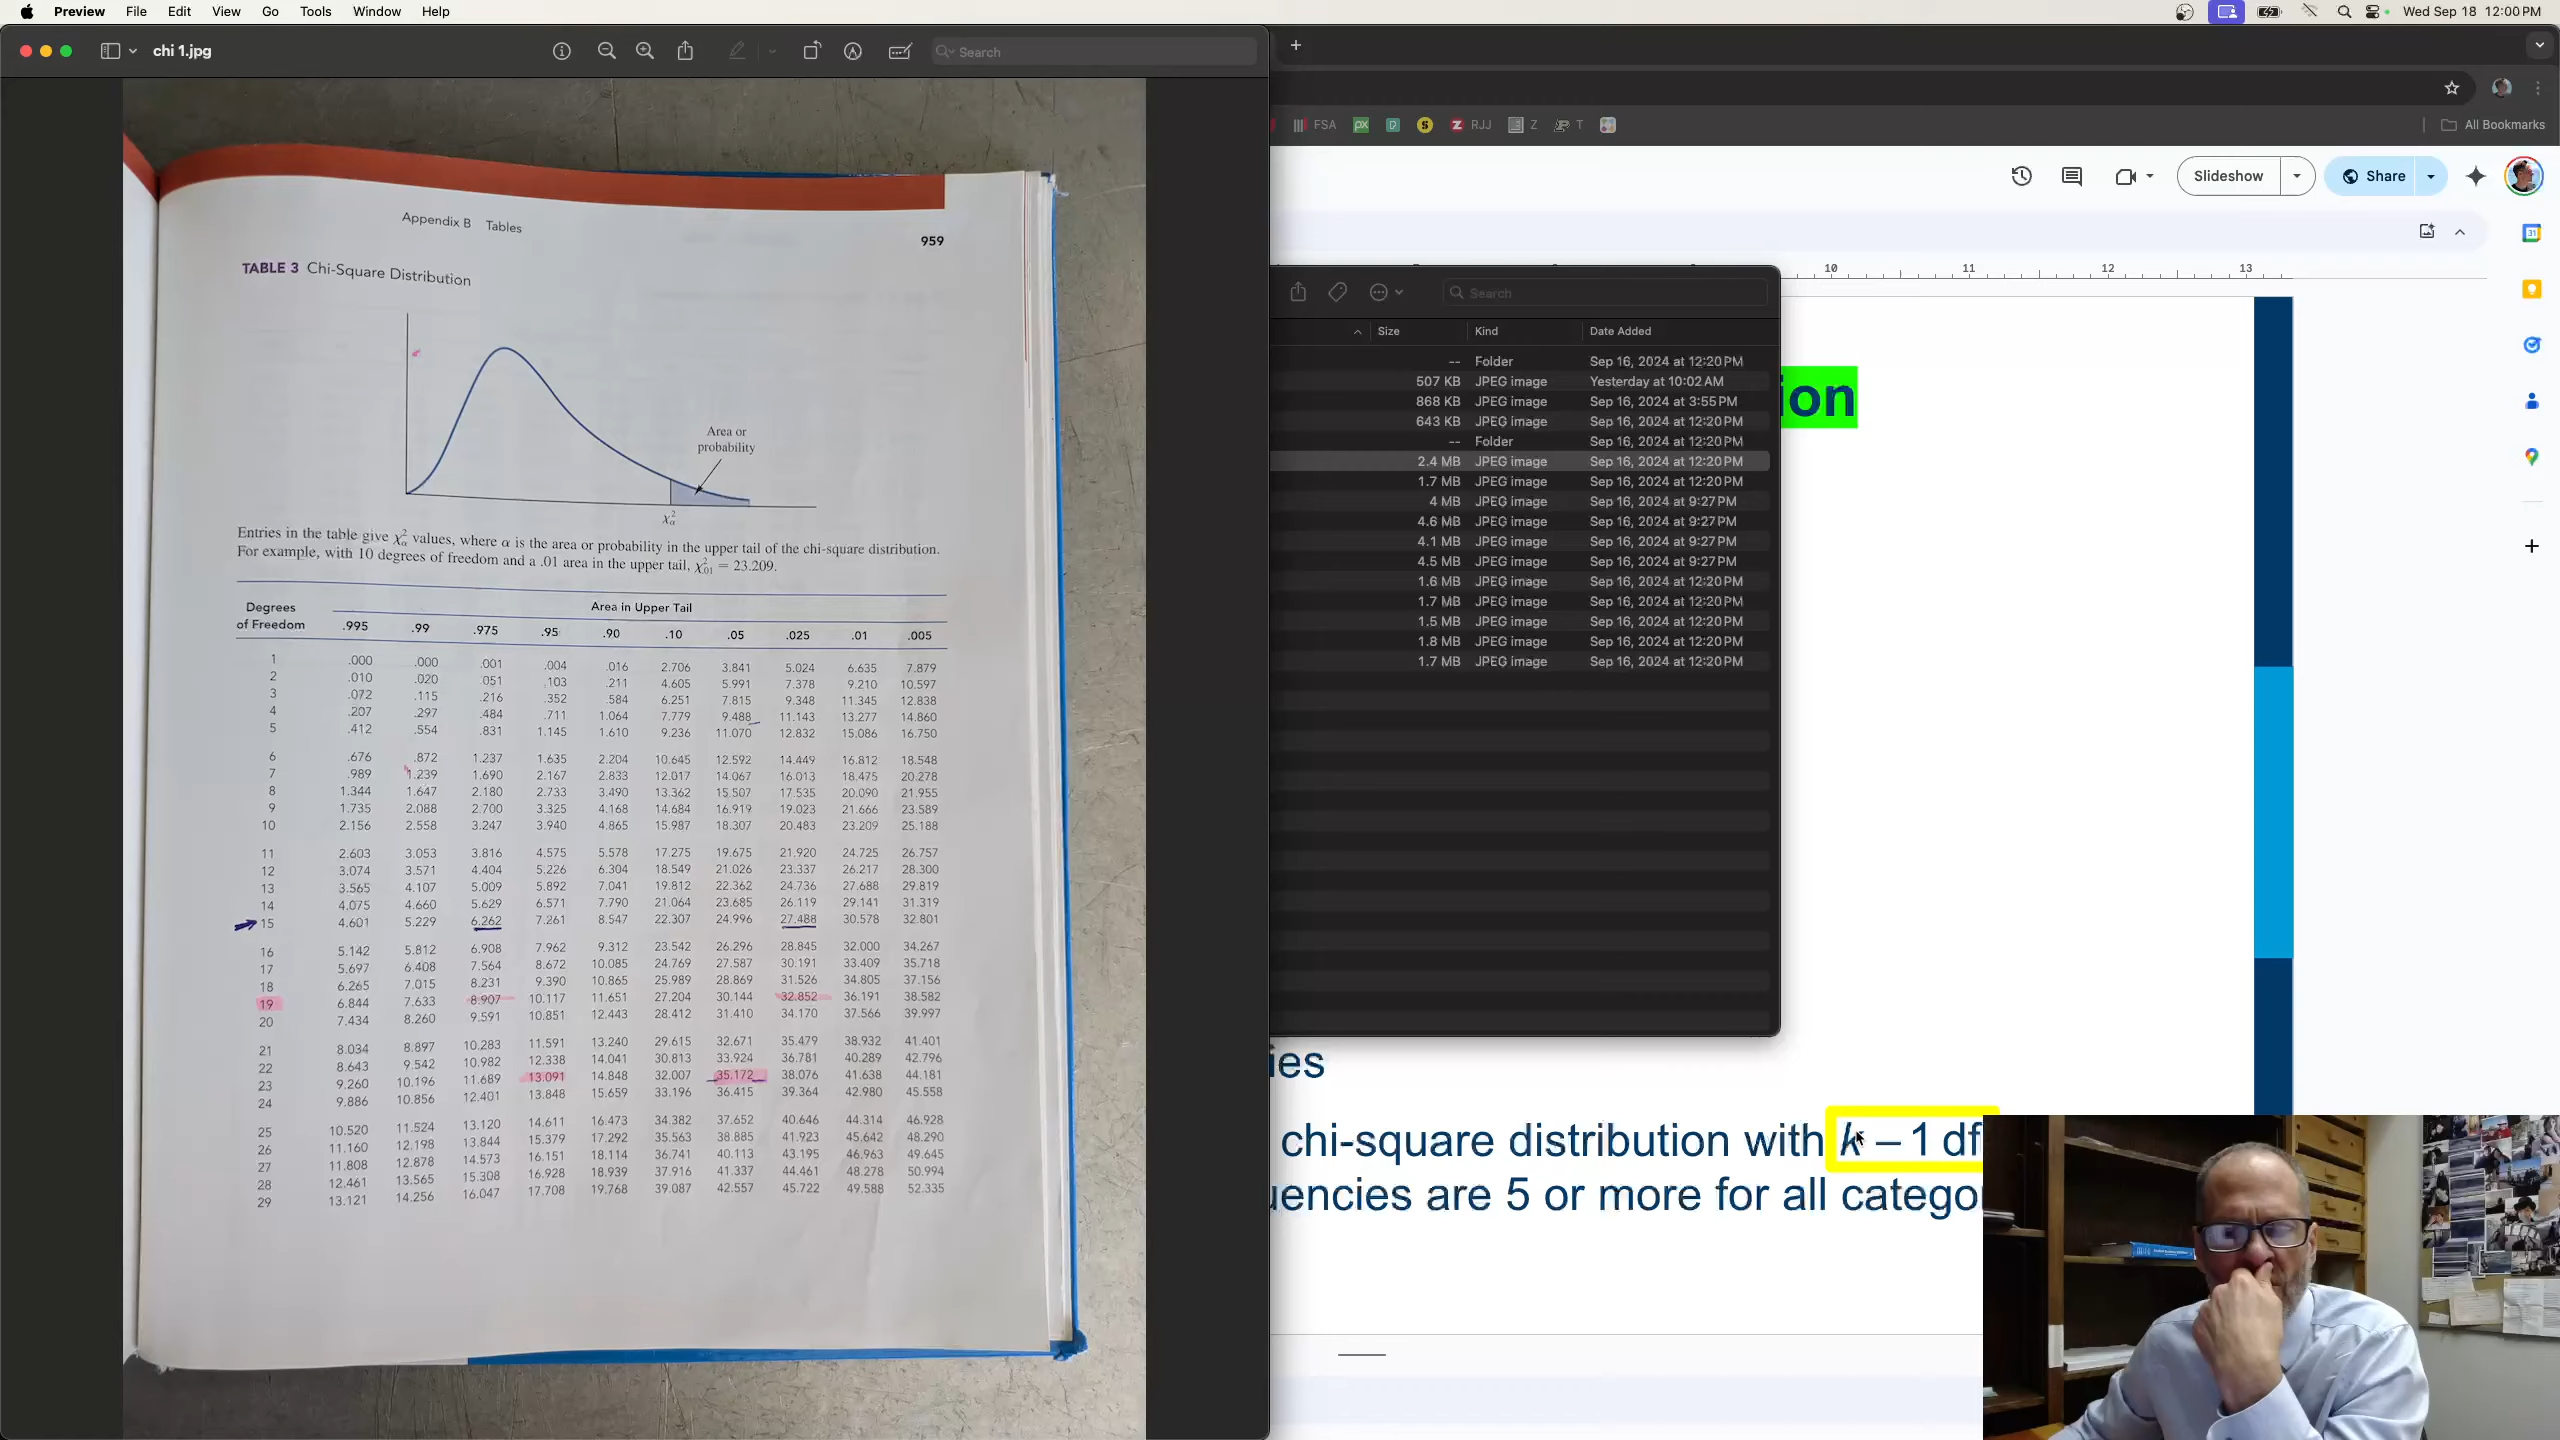 Preview File Edit View Go Tools Window Help
Wed Sep 18 12:00 PM
chi 1.jpg
Search
FSA
RJJ
Z
T
All Bookmarks
Slideshow
Share
10 11 12 13
Appendix B Tables
959
TABLE 3 Chi-Square Distribution
Area or
probability
χ²α
Entries in the table give χ²α values, where α is the area or probability in the upper tail of the chi-square distribution.
For example, with 10 degrees of freedom and a .01 area in the upper tail, χ².01 = 23.209.
Degrees
of Freedom
Area in Upper Tail
.995 .99 .975 .95 .90 .10 .05 .025 .01 .005
1 .000 .000 .001 .004 .016 2.706 3.841 5.024 6.635 7.879
2 .010 .020 .051 .103 .211 4.605 5.991 7.378 9.210 10.597
3 .072 .115 .216 .352 .584 6.251 7.815 9.348 11.345 12.838
4 .207 .297 .484 .711 1.064 7.779 9.488 11.143 13.277 14.860
5 .412 .554 .831 1.145 1.610 9.236 11.070 12.832 15.086 16.750
6 .676 .872 1.237 1.635 2.204 10.645 12.592 14.449 16.812 18.548
7 .989 1.239 1.690 2.167 2.833 12.017 14.067 16.013 18.475 20.278
8 1.344 1.647 2.180 2.733 3.490 13.362 15.507 17.535 20.090 21.955
9 1.735 2.088 2.700 3.325 4.168 14.684 16.919 19.023 21.666 23.589
10 2.156 2.558 3.247 3.940 4.865 15.987 18.307 20.483 23.209 25.188
11 2.603 3.053 3.816 4.575 5.578 17.275 19.675 21.920 24.725 26.757
12 3.074 3.571 4.404 5.226 6.304 18.549 21.026 23.337 26.217 28.300
13 3.565 4.107 5.009 5.892 7.041 19.812 22.362 24.736 27.688 29.819
14 4.075 4.660 5.629 6.571 7.790 21.064 23.685 26.119 29.141 31.319
15 4.601 5.229 6.262 7.261 8.547 22.307 24.996 27.488 30.578 32.801
16 5.142 5.812 6.908 7.962 9.312 23.542 26.296 28.845 32.000 34.267
17 5.697 6.408 7.564 8.672 10.085 24.769 27.587 30.191 33.409 35.718
18 6.265 7.015 8.231 9.390 10.865 25.989 28.869 31.526 34.805 37.156
19 6.844 7.633 8.907 10.117 11.651 27.204 30.144 32.852 36.191 38.582
20 7.434 8.260 9.591 10.851 12.443 28.412 31.410 34.170 37.566 39.997
21 8.034 8.897 10.283 11.591 13.240 29.615 32.671 35.479 38.932 41.401
22 8.643 9.542 10.982 12.338 14.041 30.813 33.924 36.781 40.289 42.796
23 9.260 10.196 11.689 13.091 14.848 32.007 35.172 38.076 41.638 44.181
24 9.886 10.856 12.401 13.848 15.659 33.196 36.415 39.364 42.980 45.558
25 10.520 11.524 13.120 14.611 16.473 34.382 37.652 40.646 44.314 46.928
26 11.160 12.198 13.844 15.379 17.292 35.563 38.885 41.923 45.642 48.290
27 11.808 12.878 14.573 16.151 18.114 36.741 40.113 43.195 46.963 49.645
28 12.461 13.565 15.308 16.928 18.939 37.916 41.337 44.461 48.278 50.994
29 13.121 14.256 16.047 17.708 19.768 39.087 42.557 45.722 49.588 52.335
Search
Size Kind Date Added
-- Folder Sep 16, 2024 at 12:20 PM
507 KB JPEG image Yesterday at 10:02 AM
868 KB JPEG image Sep 16, 2024 at 3:55 PM
643 KB JPEG image Sep 16, 2024 at 12:20 PM
-- Folder Sep 16, 2024 at 12:20 PM
2.4 MB JPEG image Sep 16, 2024 at 12:20 PM
1.7 MB JPEG image Sep 16, 2024 at 12:20 PM
4 MB JPEG image Sep 16, 2024 at 9:27 PM
4.6 MB JPEG image Sep 16, 2024 at 9:27 PM
4.1 MB JPEG image Sep 16, 2024 at 9:27 PM
4.5 MB JPEG image Sep 16, 2024 at 9:27 PM
1.6 MB JPEG image Sep 16, 2024 at 12:20 PM
1.7 MB JPEG image Sep 16, 2024 at 12:20 PM
1.5 MB JPEG image Sep 16, 2024 at 12:20 PM
1.8 MB JPEG image Sep 16, 2024 at 12:20 PM
1.7 MB JPEG image Sep 16, 2024 at 12:20 PM
ion
ies
chi-square distribution with k – 1 df
uencies are 5 or more for all catego